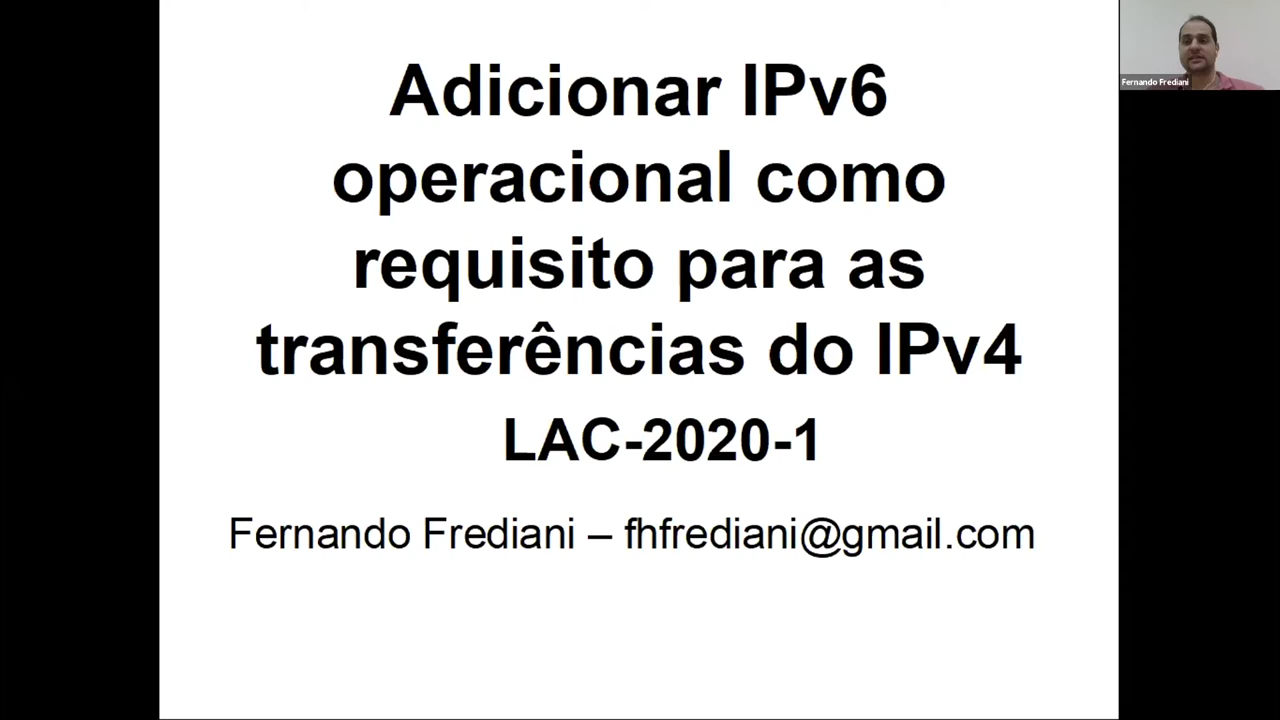 Adicionar IPv6
operacional como
requisito para as
transferências do IPv4
LAC-2020-1
Fernando Frediani – fhfrediani@gmail.com
Fernando Frediani